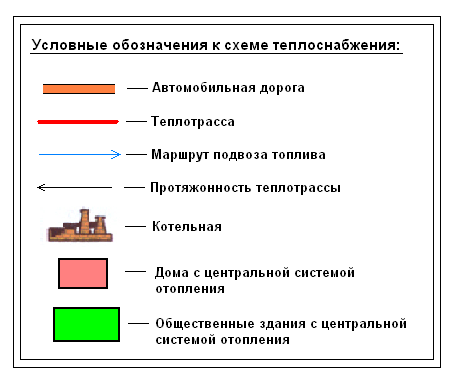 Условные обозначения к схеме теплоснабжения:
Автомобильная дорога
Теплотрасса
Маршрут подвоза топлива
Протяжонность теплотрассы
Котельная
Дома с центральной системой
отопления
Общественные здания с центральной
системой отопления